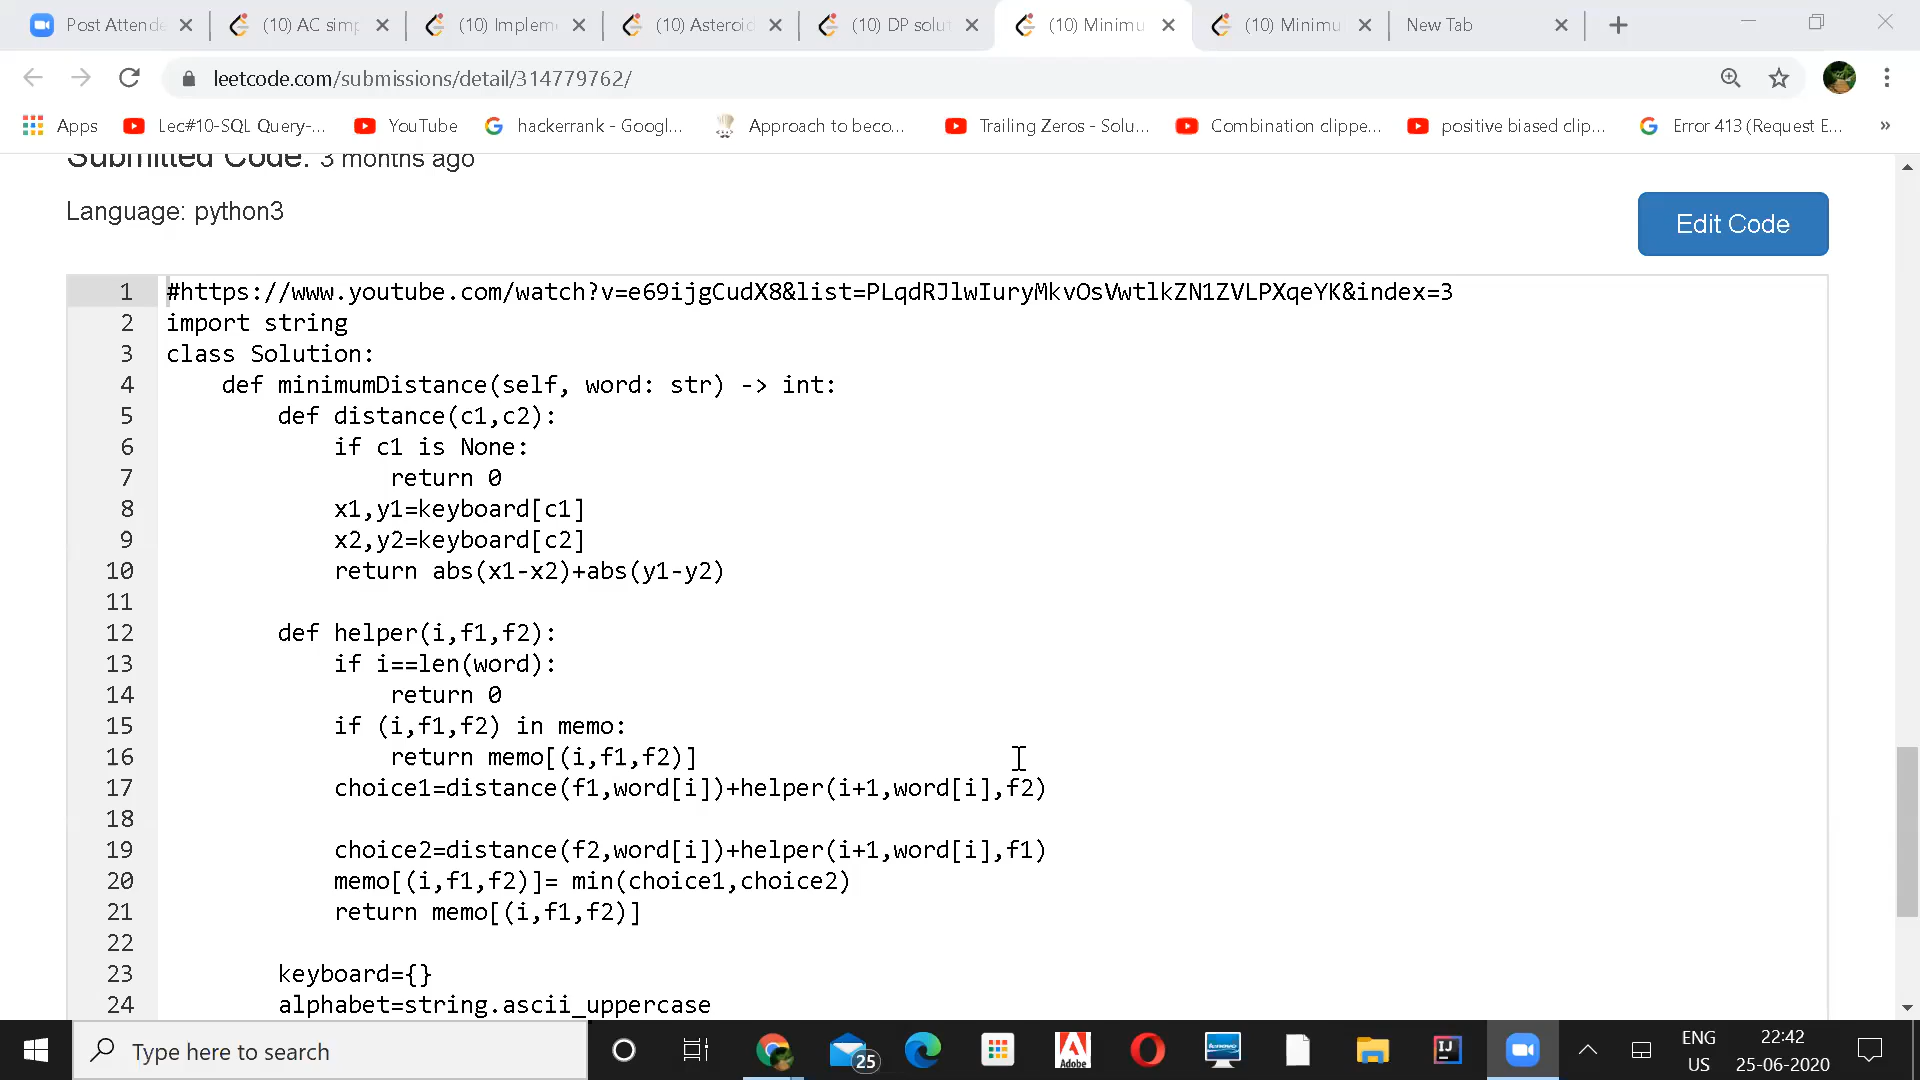 Post Attende
(10) AC simp
(10) Implem
(10) Asteroid
(10) DP solut
(10) Minimu
(10) Minimu
New Tab
leetcode.com/submissions/detail/314779762/
Apps
Lec#10-SQL Query-...
YouTube
hackerrank - Googl...
Approach to beco...
Trailing Zeros - Solu...
Combination clippe...
positive biased clip...
Error 413 (Request E...
»
Submitted Code: 3 months ago
Language: python3
Edit Code
1 #https://www.youtube.com/watch?v=e69ijgCudX8&list=PLqdRJlwIuryMkvOsVwtlkZN1ZVLPXqeYK&index=3
2 import string
3 class Solution:
4     def minimumDistance(self, word: str) -> int:
5         def distance(c1,c2):
6             if c1 is None:
7                 return 0
8             x1,y1=keyboard[c1]
9             x2,y2=keyboard[c2]
10             return abs(x1-x2)+abs(y1-y2)
11
12         def helper(i,f1,f2):
13             if i==len(word):
14                 return 0
15             if (i,f1,f2) in memo:
16                 return memo[(i,f1,f2)]
17             choice1=distance(f1,word[i])+helper(i+1,word[i],f2)
18
19             choice2=distance(f2,word[i])+helper(i+1,word[i],f1)
20             memo[(i,f1,f2)]= min(choice1,choice2)
21             return memo[(i,f1,f2)]
22
23         keyboard={}
24         alphabet=string.ascii_uppercase
Type here to search
25
Adobe
lenovo
IJ
ENG
US
22:42
25-06-2020